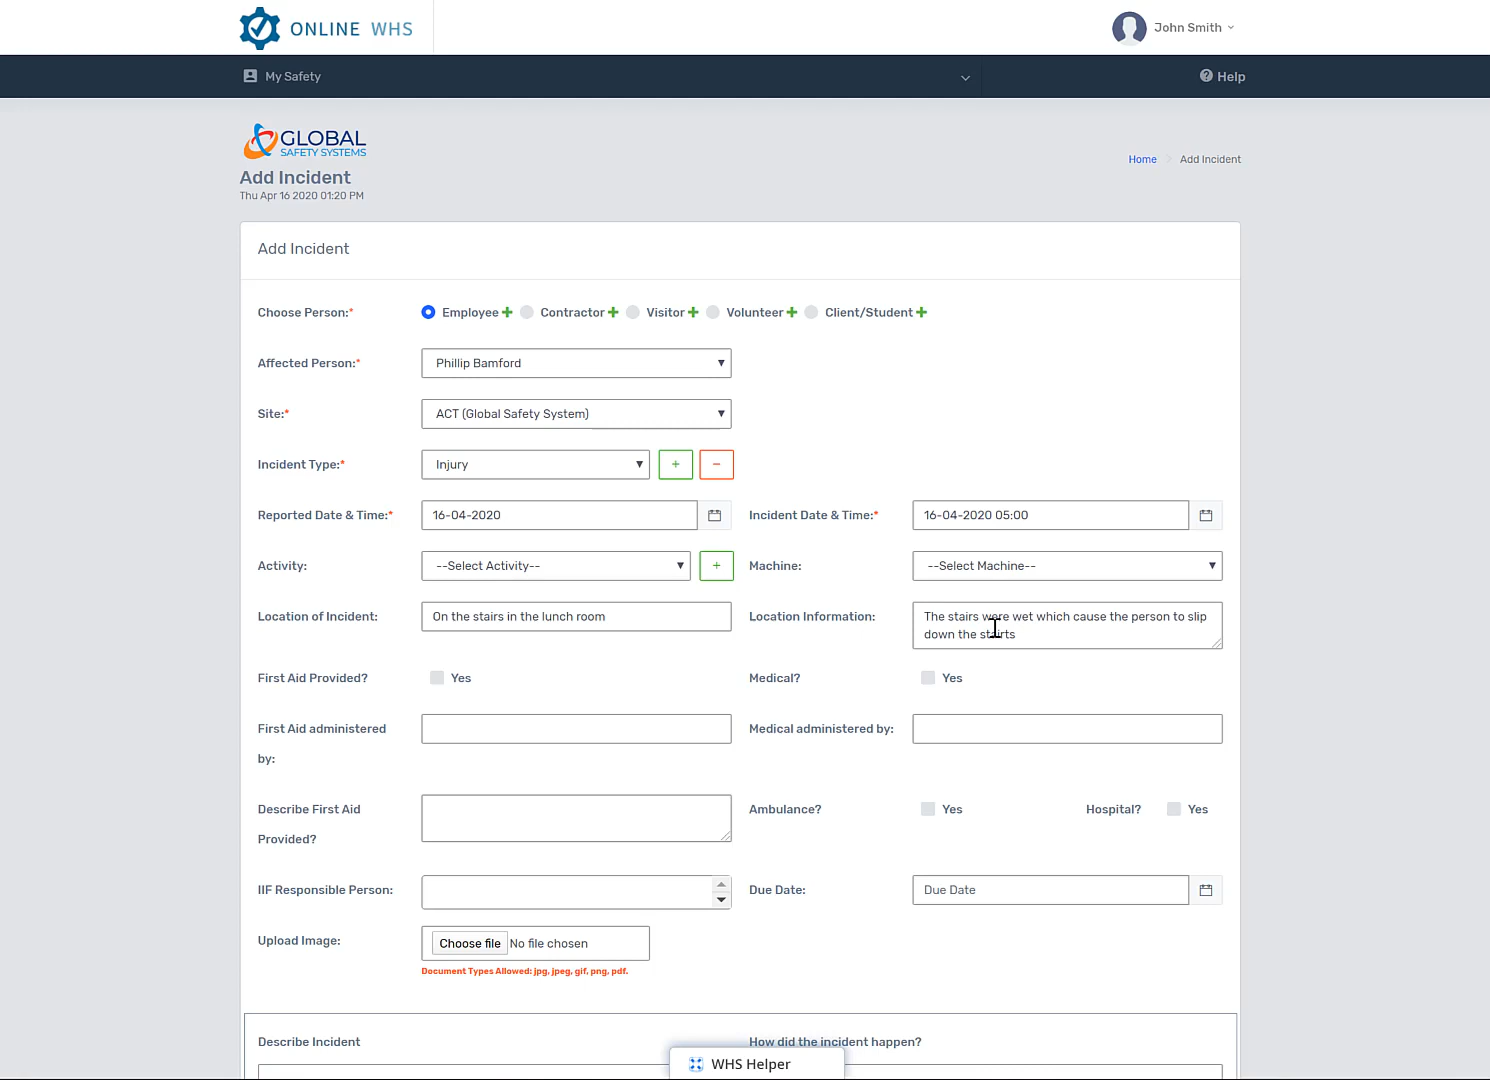 ONLINE WHS
John Smith
My Safety
Help
GLOBAL
SAFETY SYSTEMS
Add Incident
Thu Apr 16 2020 01:20 PM
Home Add Incident
Add Incident
Choose Person:* Employee Contractor Visitor Volunteer Client/Student
Affected Person:* Phillip Bamford
Site:* ACT (Global Safety System)
Incident Type:* Injury + −
Reported Date & Time:* 16-04-2020 Incident Date & Time:* 16-04-2020 05:00
Activity: --Select Activity-- + Machine: --Select Machine--
Location of Incident: On the stairs in the lunch room Location Information: The stairs were wet which cause the person to slip
down the stairts
First Aid Provided? Yes Medical? Yes
First Aid administered
by:
Medical administered by:
Describe First Aid
Provided?
Ambulance? Yes Hospital? Yes
IIF Responsible Person: Due Date: Due Date
Upload Image: Choose file No file chosen
Document Types Allowed: jpg, jpeg, gif, png, pdf.
Describe Incident How did the incident happen?
WHS Helper